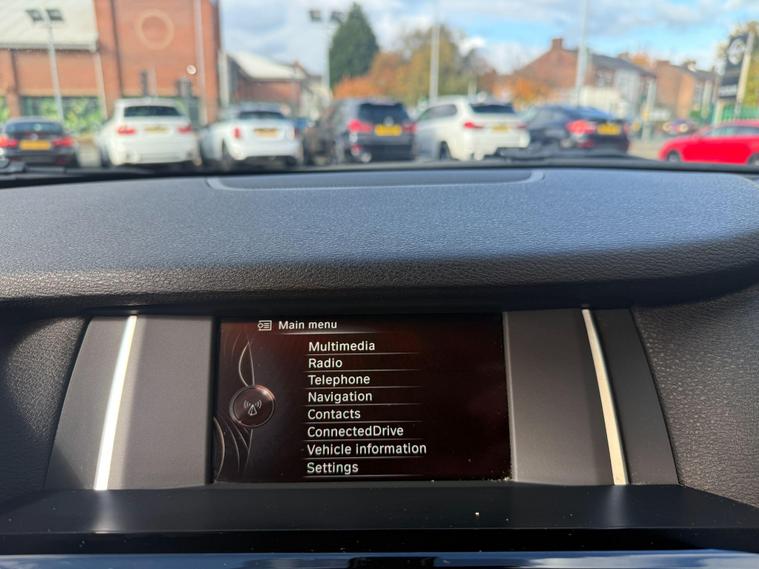 Main menu
Multimedia
Radio
Telephone
Navigation
Contacts
ConnectedDrive
Vehicle information
Settings